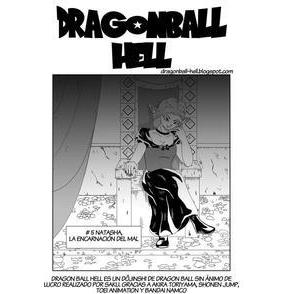 DRAGONBALL
HELL
dragonball-hell.blogspot.com
# 5 NATASHA,
LA ENCARNACIÓN DEL MAL
DRAGON BALL HELL ES UN DÔJINSHI DE DRAGON BALL SIN ÁNIMO DE
LUCRO REALIZADO POR SAKU, GRACIAS A AKIRA TORIYAMA, SHONEN JUMP,
TOEI ANIMATION Y BANDAI NAMCO